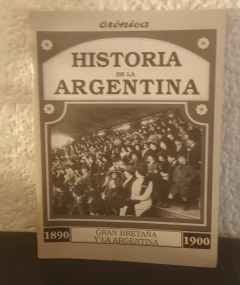 Crónica
HISTORIA
DE LA
ARGENTINA
1890
GRAN BRETAÑA
Y LA ARGENTINA
1900